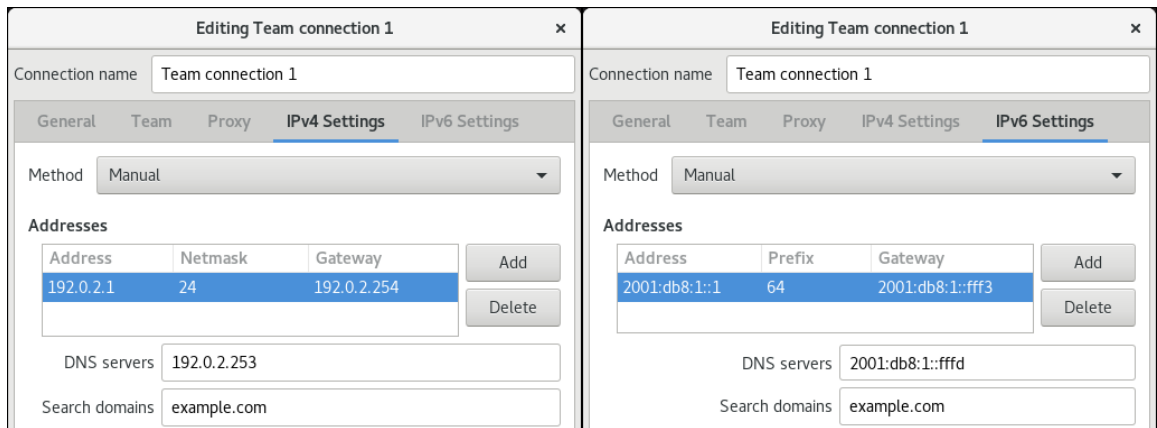 Editing Team connection 1 ×
Connection name Team connection 1
General Team Proxy IPv4 Settings IPv6 Settings
Method Manual
Addresses
Address Netmask Gateway
Add
192.0.2.1 24 192.0.2.254
Delete
DNS servers 192.0.2.253
Search domains example.com
Editing Team connection 1 ×
Connection name Team connection 1
General Team Proxy IPv4 Settings IPv6 Settings
Method Manual
Addresses
Address Prefix Gateway
Add
2001:db8:1::1 64 2001:db8:1::fff3
Delete
DNS servers 2001:db8:1::fffd
Search domains example.com